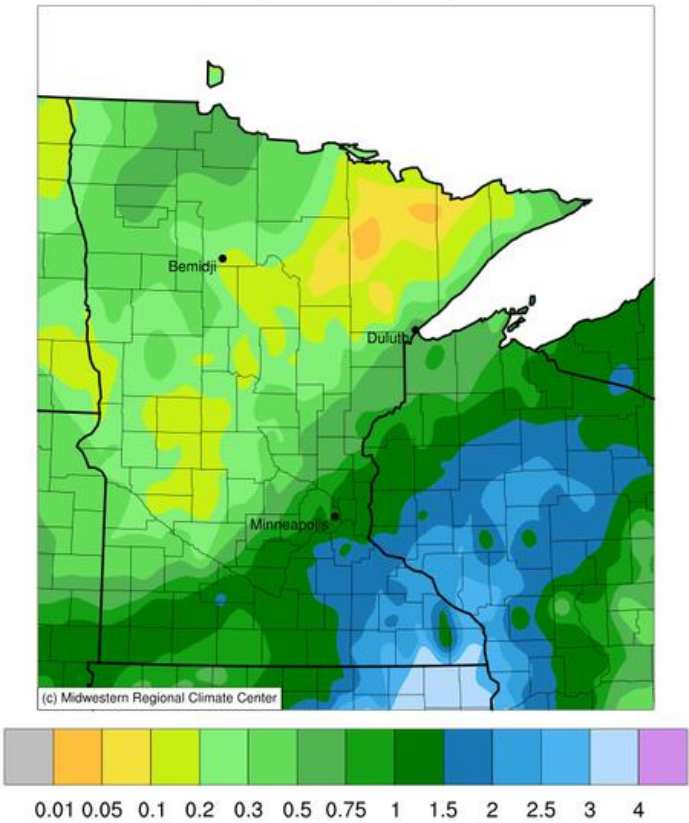 Bemidji
Duluth
Minneapolis
(c) Midwestern Regional Climate Center
0.01 0.05 0.1 0.2 0.3 0.5 0.75 1 1.5 2 2.5 3 4